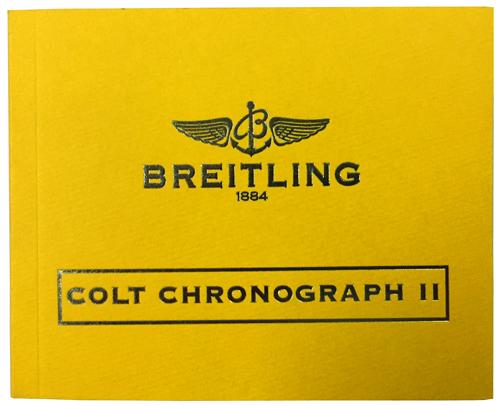 BREITLING
1884
COLT CHRONOGRAPH II